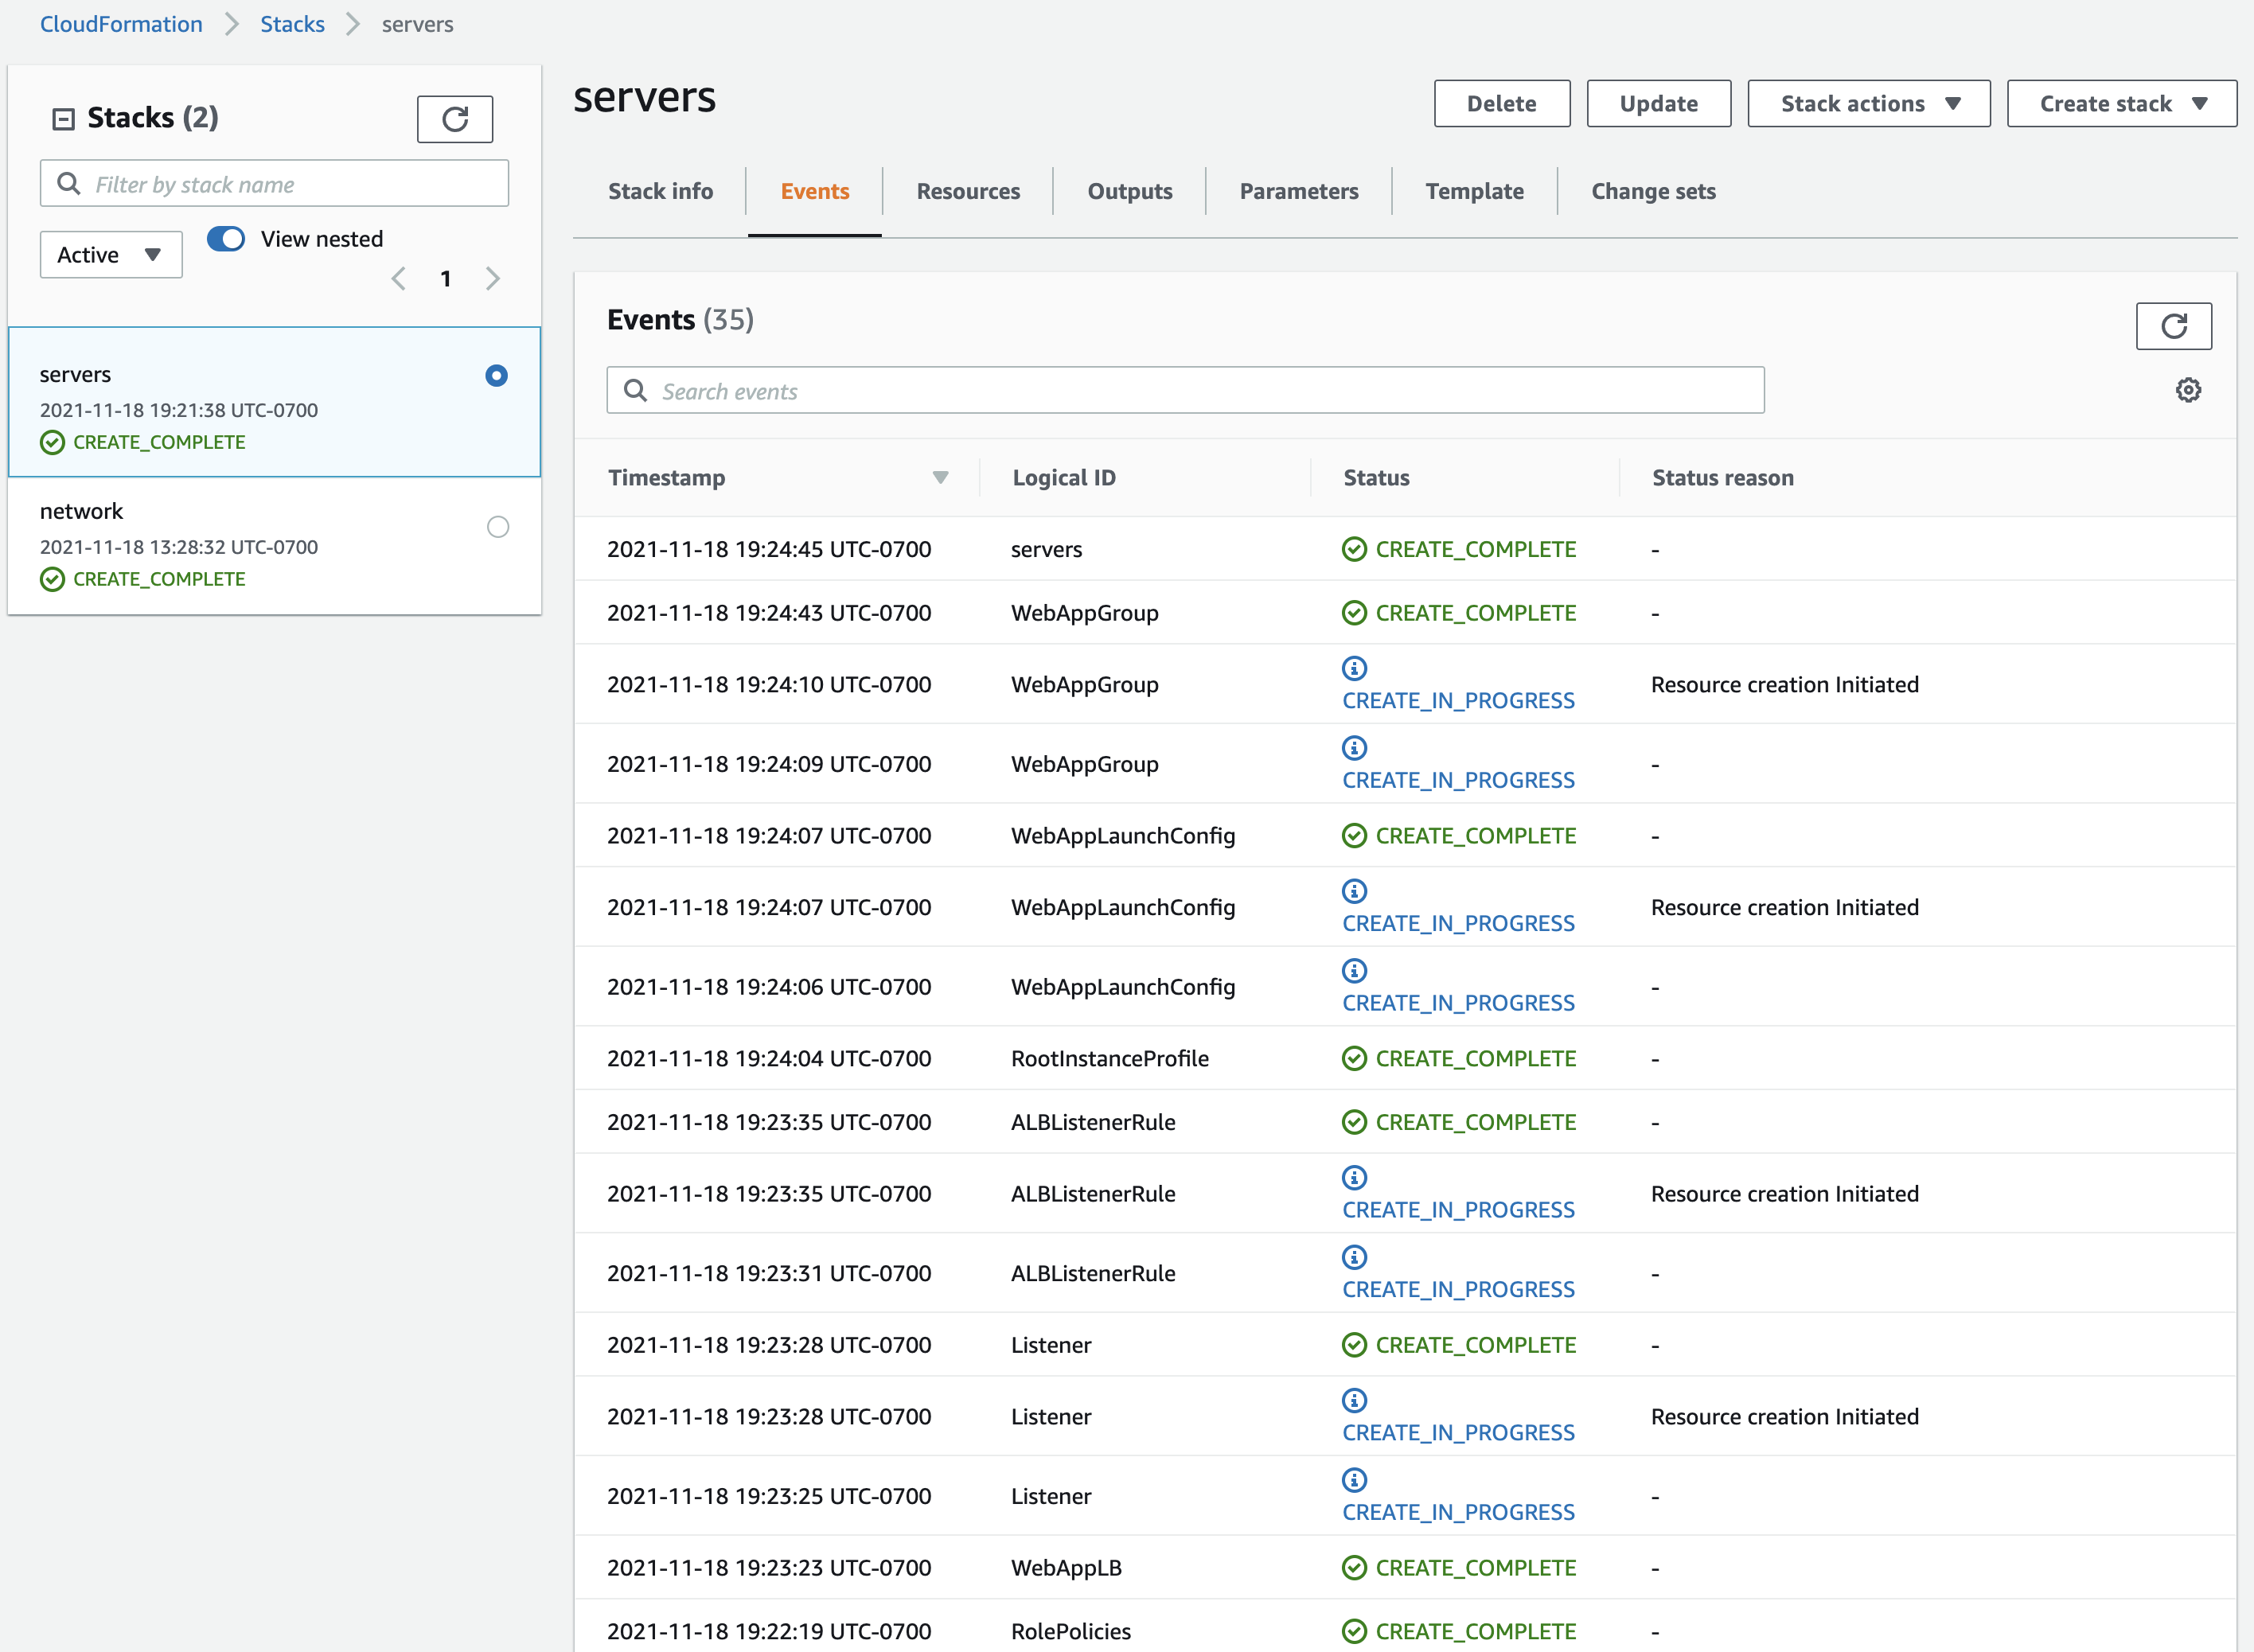 CloudFormation > Stacks > servers
Stacks (2)
Filter by stack name
Active View nested
1
servers
2021-11-18 19:21:38 UTC-0700
CREATE_COMPLETE
network
2021-11-18 13:28:32 UTC-0700
CREATE_COMPLETE
servers
Delete Update Stack actions Create stack
Stack info Events Resources Outputs Parameters Template Change sets
Events (35)
Search events
Timestamp Logical ID Status Status reason
2021-11-18 19:24:45 UTC-0700 servers CREATE_COMPLETE -
2021-11-18 19:24:43 UTC-0700 WebAppGroup CREATE_COMPLETE -
2021-11-18 19:24:10 UTC-0700 WebAppGroup CREATE_IN_PROGRESS Resource creation Initiated
2021-11-18 19:24:09 UTC-0700 WebAppGroup CREATE_IN_PROGRESS -
2021-11-18 19:24:07 UTC-0700 WebAppLaunchConfig CREATE_COMPLETE -
2021-11-18 19:24:07 UTC-0700 WebAppLaunchConfig CREATE_IN_PROGRESS Resource creation Initiated
2021-11-18 19:24:06 UTC-0700 WebAppLaunchConfig CREATE_IN_PROGRESS -
2021-11-18 19:24:04 UTC-0700 RootInstanceProfile CREATE_COMPLETE -
2021-11-18 19:23:35 UTC-0700 ALBListenerRule CREATE_COMPLETE -
2021-11-18 19:23:35 UTC-0700 ALBListenerRule CREATE_IN_PROGRESS Resource creation Initiated
2021-11-18 19:23:31 UTC-0700 ALBListenerRule CREATE_IN_PROGRESS -
2021-11-18 19:23:28 UTC-0700 Listener CREATE_COMPLETE -
2021-11-18 19:23:28 UTC-0700 Listener CREATE_IN_PROGRESS Resource creation Initiated
2021-11-18 19:23:25 UTC-0700 Listener CREATE_IN_PROGRESS -
2021-11-18 19:23:23 UTC-0700 WebAppLB CREATE_COMPLETE -
2021-11-18 19:22:19 UTC-0700 RolePolicies CREATE_COMPLETE -